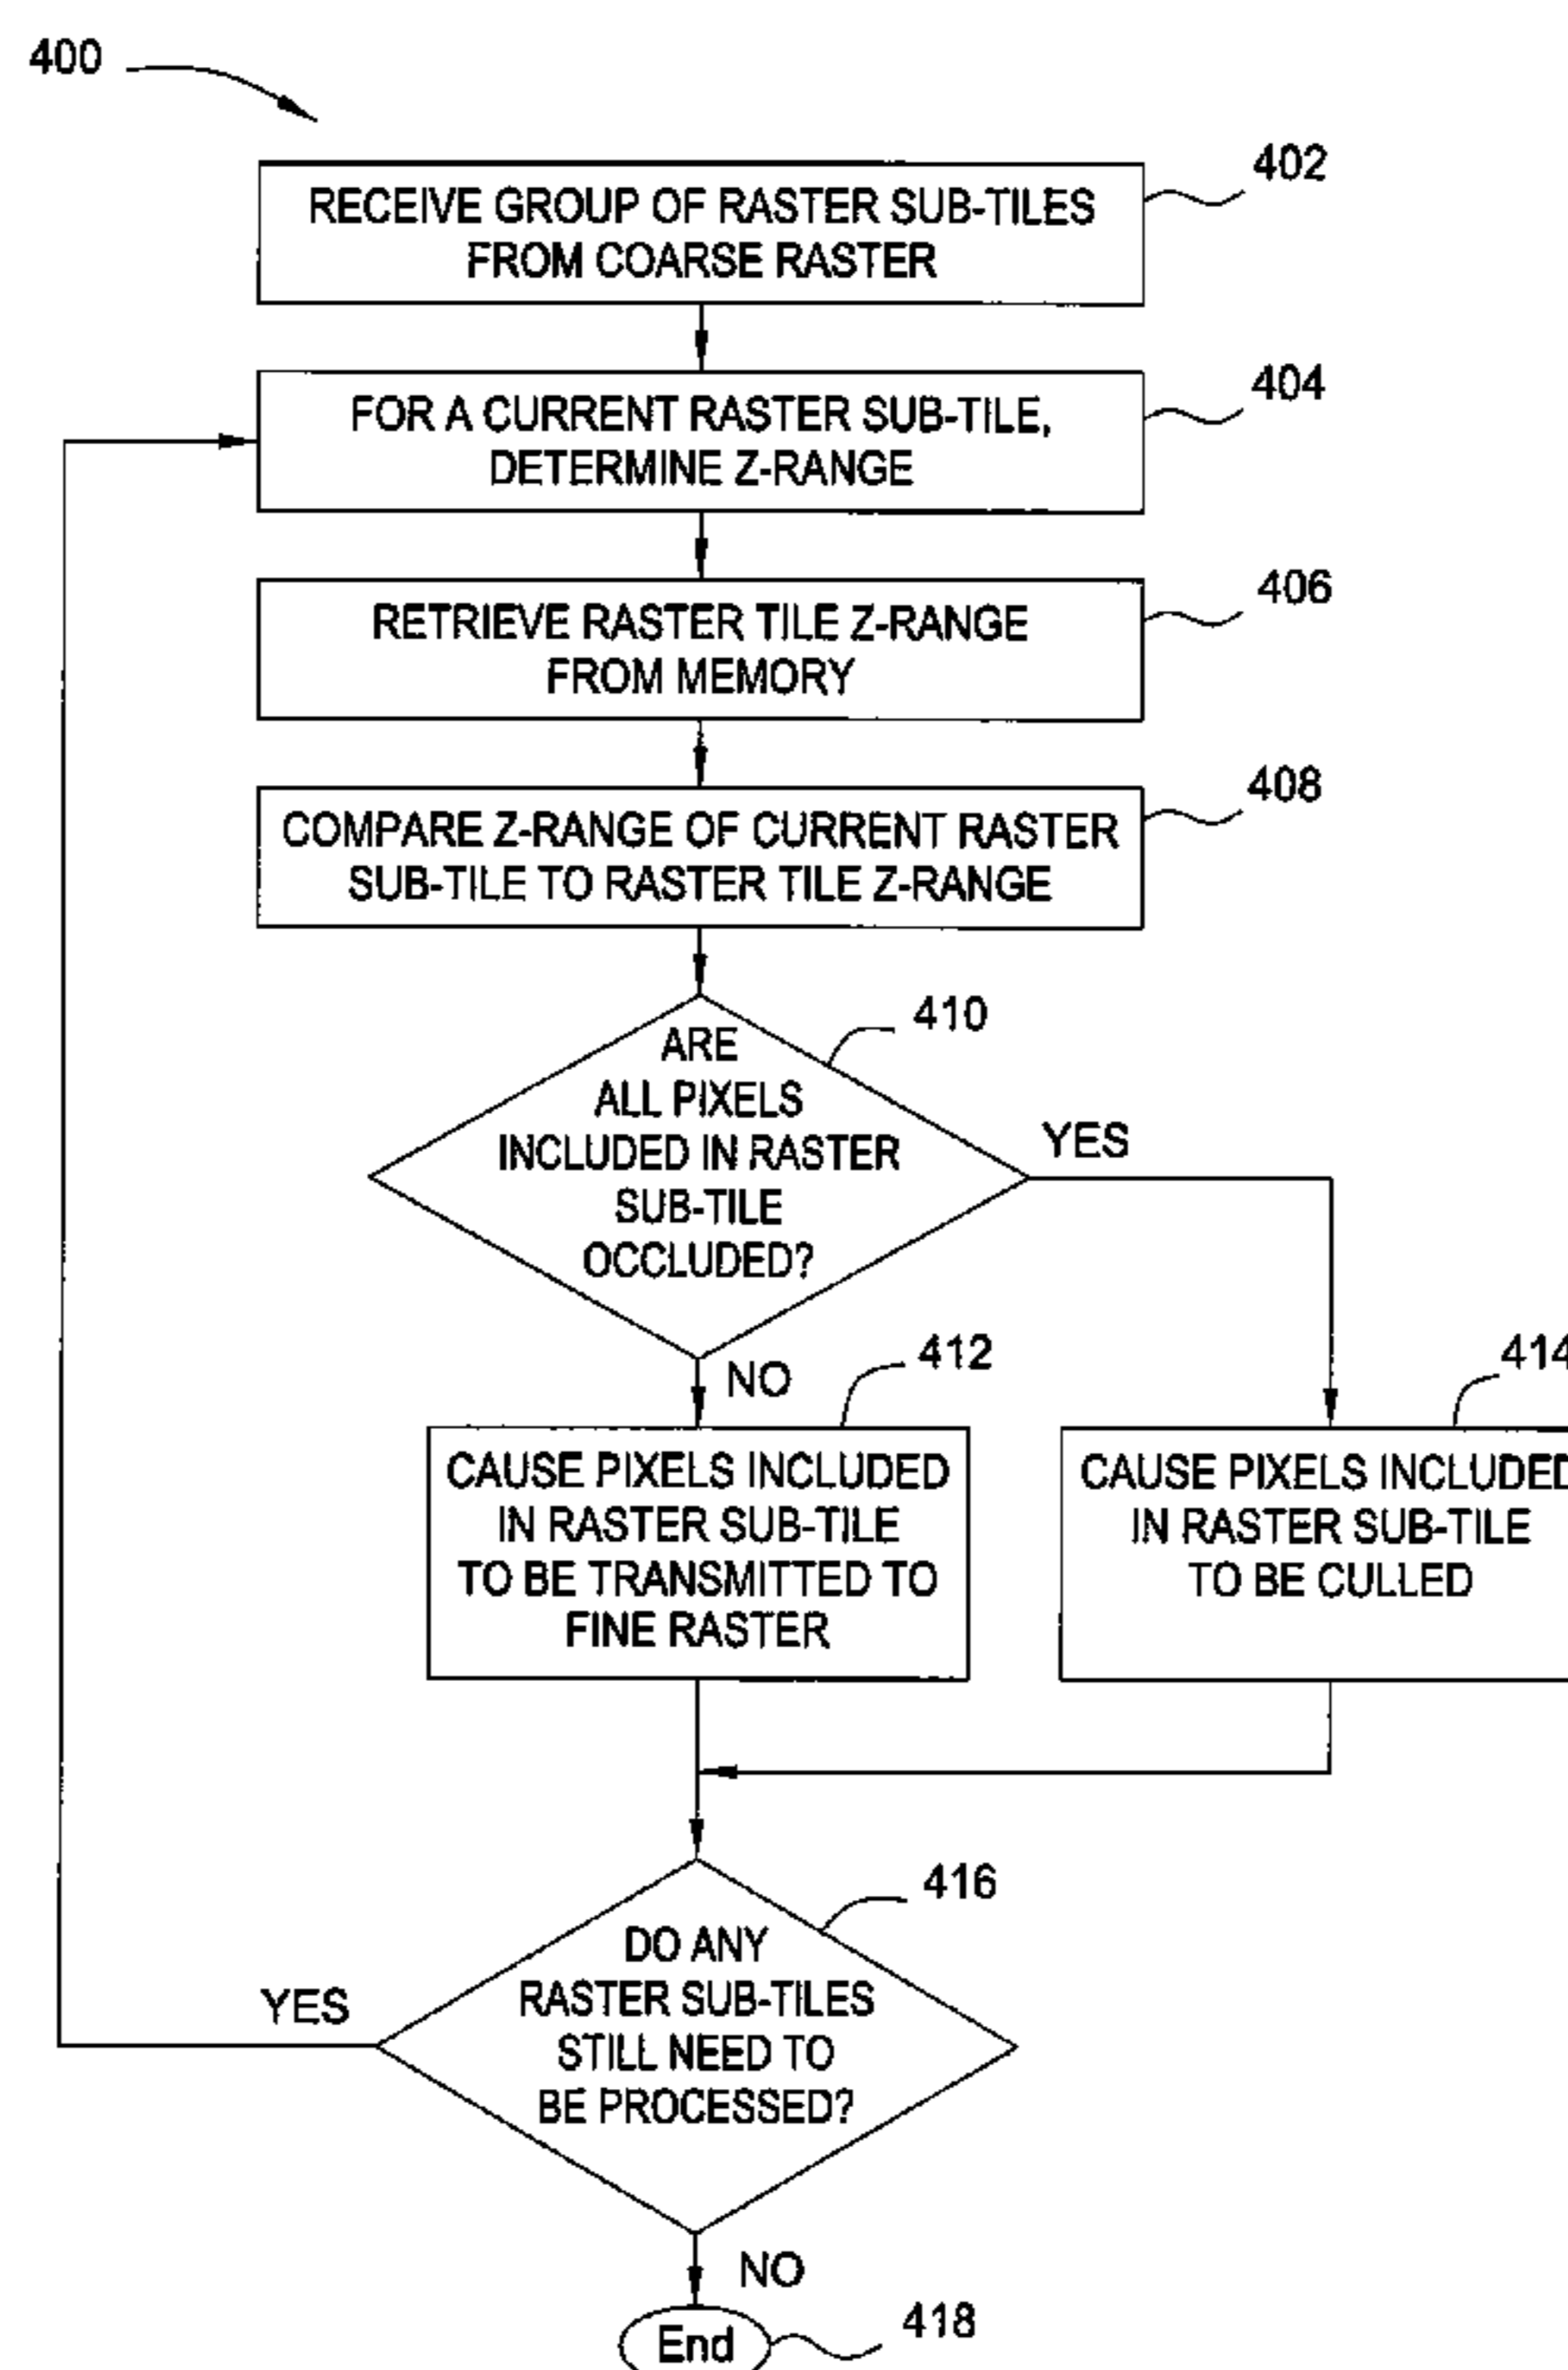 400
402
RECEIVE GROUP OF RASTER SUB-TILES
FROM COARSE RASTER
404
FOR A CURRENT RASTER SUB-TILE,
DETERMINE Z-RANGE
406
RETRIEVE RASTER TILE Z-RANGE
FROM MEMORY
408
COMPARE Z-RANGE OF CURRENT RASTER
SUB-TILE TO RASTER TILE Z-RANGE
410
ARE
ALL PIXELS
INCLUDED IN RASTER
SUB-TILE
OCCLUDED?
YES
NO
412
CAUSE PIXELS INCLUDED
IN RASTER SUB-TILE
TO BE TRANSMITTED TO
FINE RASTER
414
CAUSE PIXELS INCLUDED
IN RASTER SUB-TILE
TO BE CULLED
416
DO ANY
RASTER SUB-TILES
STILL NEED TO
BE PROCESSED?
YES
NO
End
418